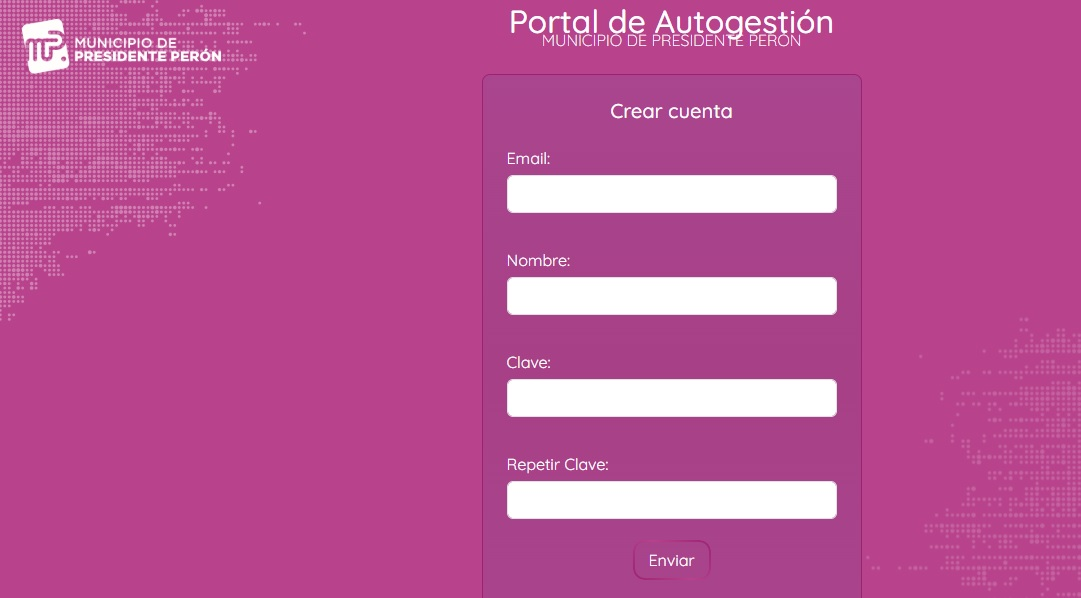 MUNICIPIO DE
PRESIDENTE PERÓN
Portal de Autogestión
MUNICIPIO DE PRESIDENTE PERÓN
Crear cuenta
Email:
Nombre:
Clave:
Repetir Clave:
Enviar